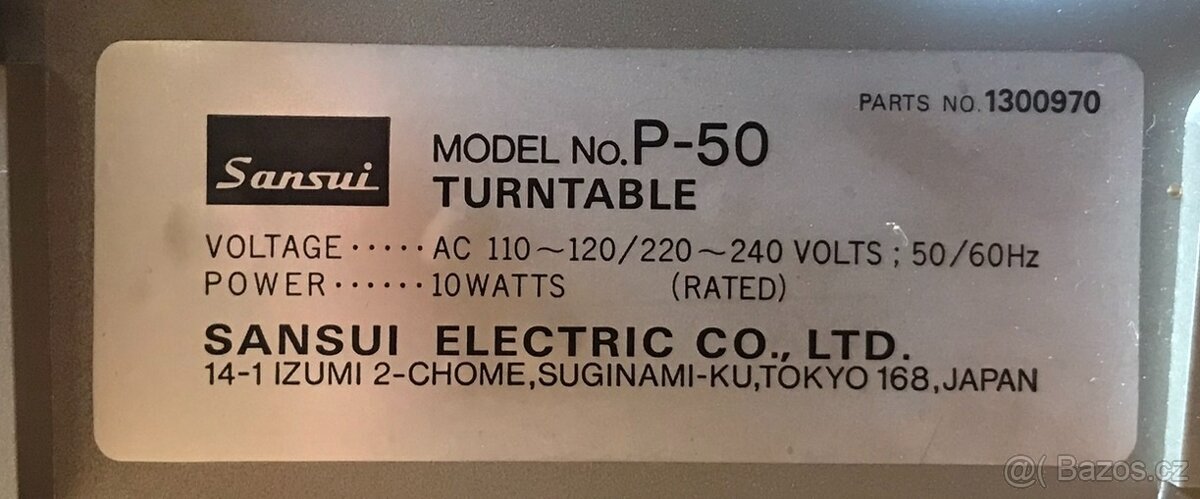 PARTS NO. 1300970
Sansui
MODEL No. P-50
TURNTABLE
VOLTAGE ····· AC 110~120/220~240 VOLTS ; 50/60Hz
POWER ······ 10WATTS (RATED)
SANSUI ELECTRIC CO., LTD.
14-1 IZUMI 2-CHOME, SUGINAMI-KU, TOKYO 168, JAPAN
@( Bazos.cz